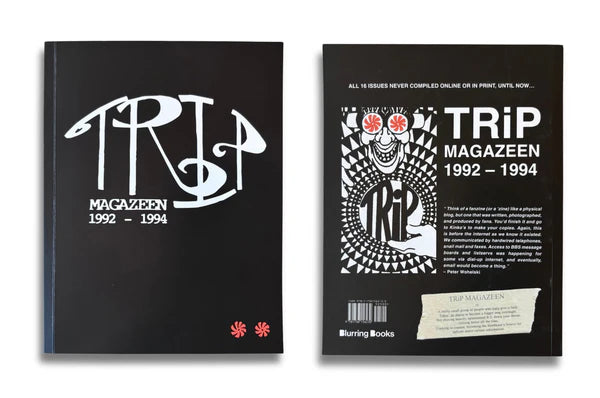 TRIP
MAGAZEEN
1992 – 1994
ALL 16 ISSUES NEVER COMPILED ONLINE OR IN PRINT, UNTIL NOW...
TRiP
TRiP
MAGAZEEN
1992 – 1994
" Think of a fanzine (or a 'zine) like a physical
blog, but one that was written, photographed,
and produced by fans. You'd find it and go
to Kinko's to make your copies. Again, this
is before the internet as we know it existed.
We communicated by hardwired telephones,
snail mail and faxes. Access to BBS message
boards and listservs was happening for
some via dial-up internet, and eventually,
email would become a thing."
– Peter Wohelski
TRiP MAGAZEEN
Blurring Books